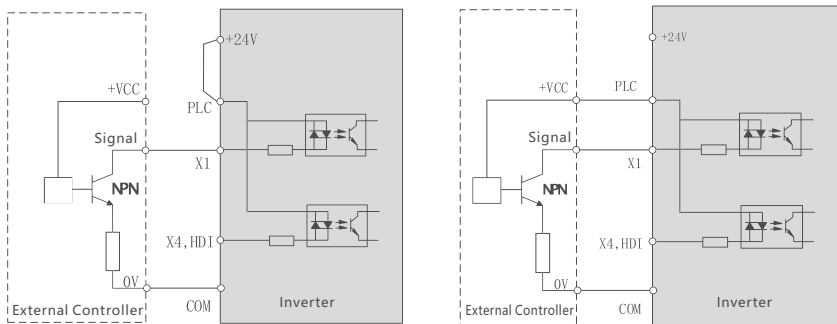 +24V
+VCC
PLC
Signal
X1
NPN
X4,HDI
0V
COM
External Controller
Inverter
+24V
+VCC
PLC
Signal
X1
NPN
X4,HDI
0V
COM
External Controller
Inverter